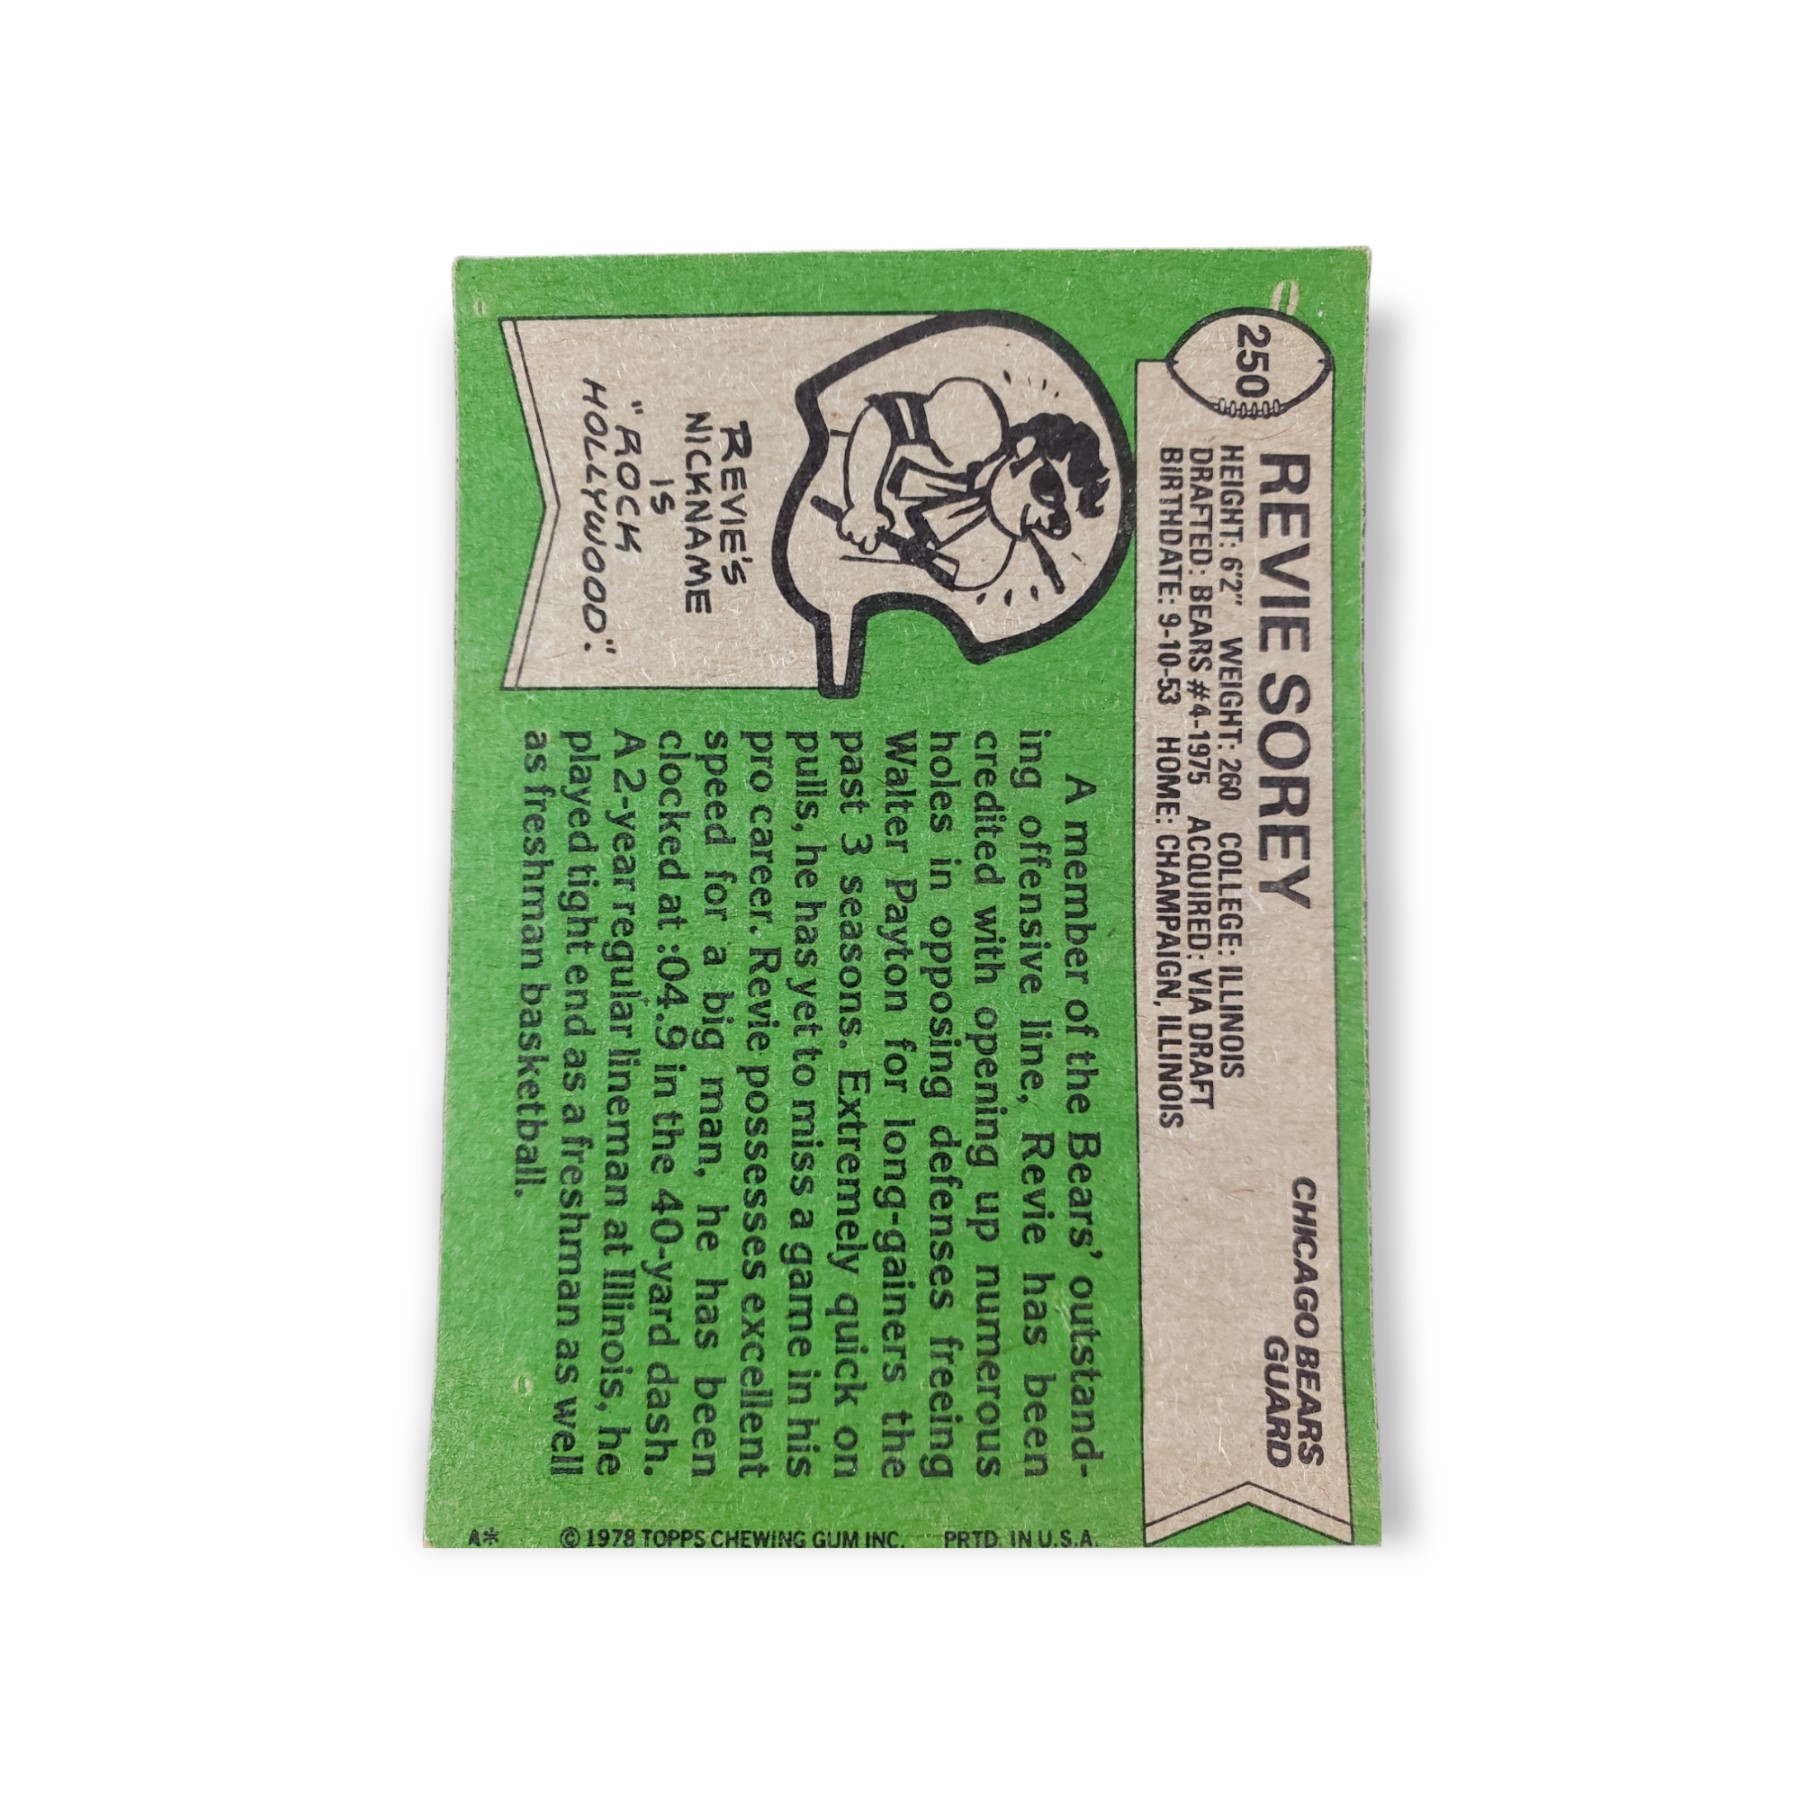 250
REVIE SOREY
CHICAGO BEARS
GUARD
HEIGHT: 6'2" WEIGHT: 260 COLLEGE: ILLINOIS
DRAFTED: BEARS #4-1975 ACQUIRED: VIA DRAFT
BIRTHDATE: 9-10-53 HOME: CHAMPAIGN, ILLINOIS
REVIE'S
NICKNAME
IS
"ROCK
HOLLYWOOD."
A member of the Bears' outstand-
ing offensive line, Revie has been
credited with opening up numerous
holes in opposing defenses freeing
Walter Payton for long-gainers the
past 3 seasons. Extremely quick on
pulls, he has yet to miss a game in his
pro career. Revie possesses excellent
speed for a big man, he has been
clocked at :04.9 in the 40-yard dash.
A 2-year regular lineman at Illinois, he
played tight end as a freshman as well
as freshman basketball.
A* © 1978 TOPPS CHEWING GUM INC. PRTD. IN U.S.A.